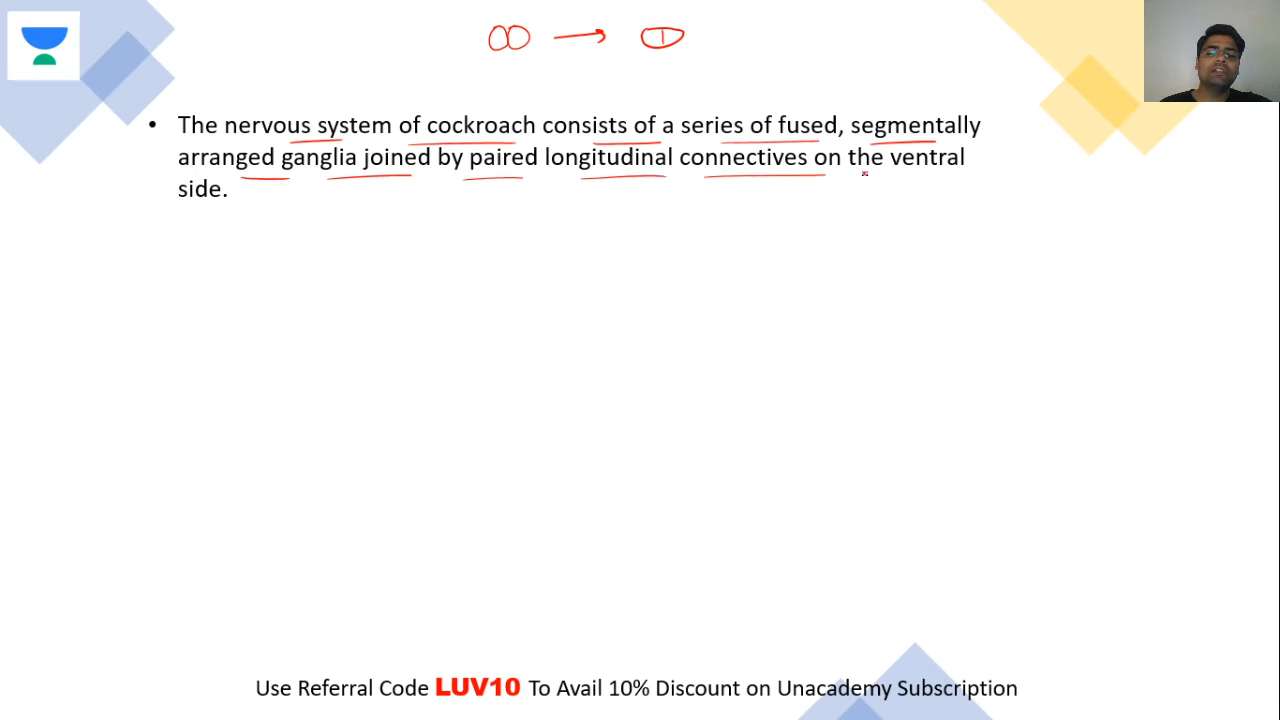 • The nervous system of cockroach consists of a series of fused, segmentally
arranged ganglia joined by paired longitudinal connectives on the ventral
side.
Use Referral Code LUV10 To Avail 10% Discount on Unacademy Subscription